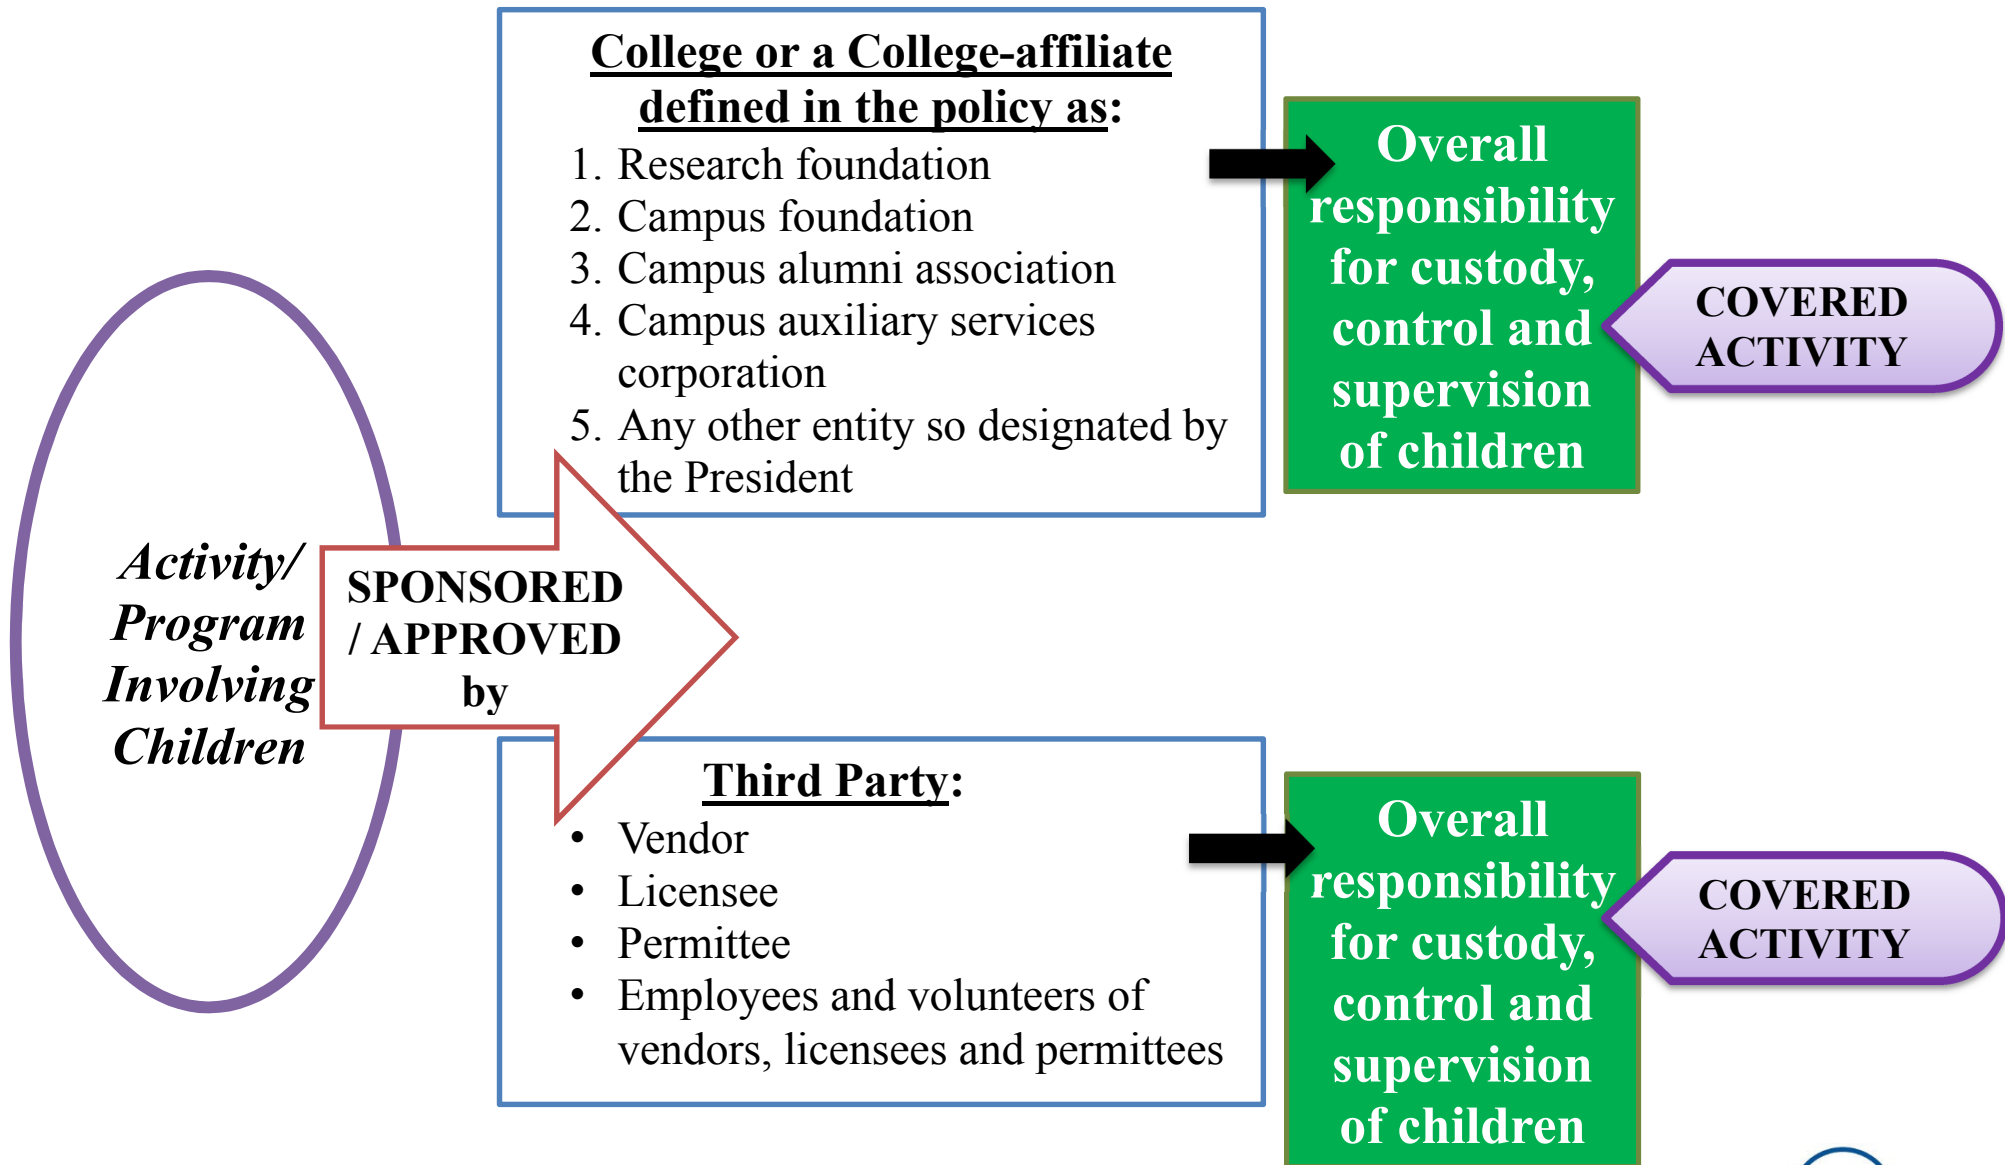 College or a College-affiliate
defined in the policy as:
1. Research foundation
2. Campus foundation
3. Campus alumni association
4. Campus auxiliary services
corporation
5. Any other entity so designated by
the President
Overall
responsibility
for custody,
control and
supervision
of children
COVERED
ACTIVITY
Activity/
Program
Involving
Children
SPONSORED
/ APPROVED
by
Third Party:
• Vendor
• Licensee
• Permittee
• Employees and volunteers of
vendors, licensees and permittees
Overall
responsibility
for custody,
control and
supervision
of children
COVERED
ACTIVITY